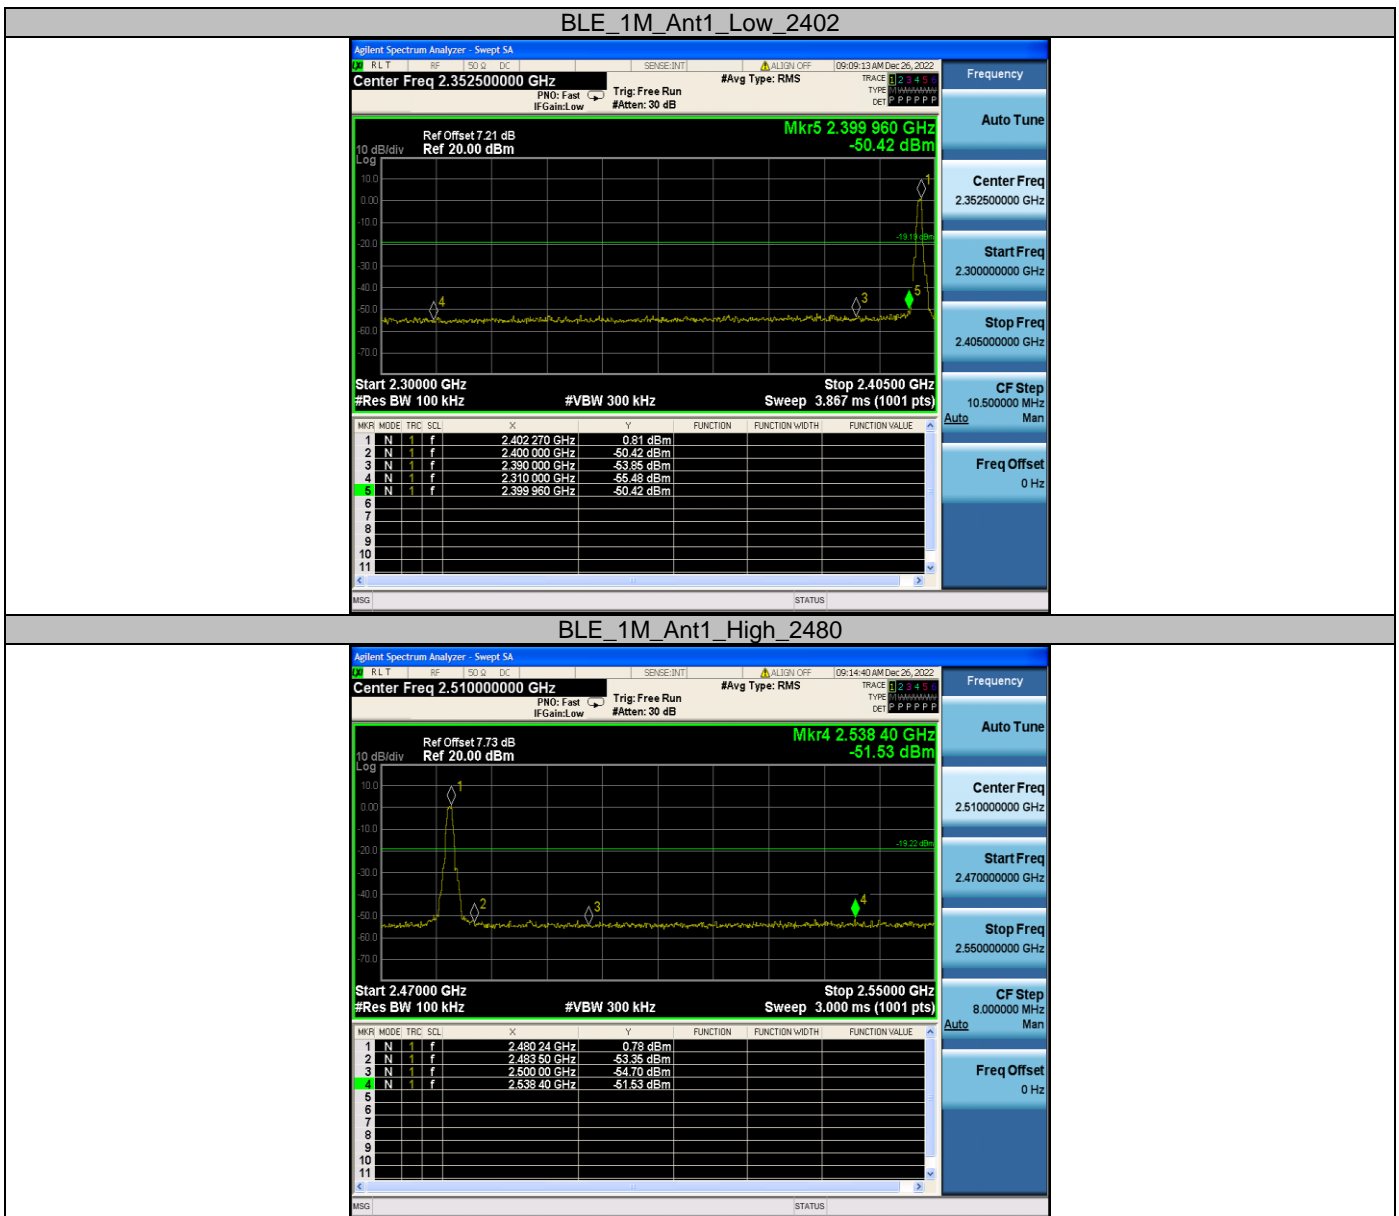 BLE_1M_Ant1_Low_2402
Agilent Spectrum Analyzer - Swept SA
RLT RF 50 Ω DC SENSE:INT ALIGN OFF 09:09:13 AM Dec 26, 2022
Center Freq 2.352500000 GHz #Avg Type: RMS TRACE 1 2 3 4 5 6
PNO: Fast Trig: Free Run TYPE M
IFGain:Low #Atten: 30 dB DET P P P P P P
Frequency
Auto Tune
Center Freq
2.352500000 GHz
Start Freq
2.300000000 GHz
Stop Freq
2.405000000 GHz
CF Step
10.500000 MHz
Auto Man
Freq Offset
0 Hz
Mkr5 2.399 960 GHz
-50.42 dBm
Ref Offset 7.21 dB
10 dB/div Ref 20.00 dBm
Log
10.0
0.00
-10.0
-20.0
-30.0
-40.0
-50.0
-60.0
-70.0
1
-19.19 dBm
4
3
5
Start 2.30000 GHz Stop 2.40500 GHz
#Res BW 100 kHz #VBW 300 kHz Sweep 3.867 ms (1001 pts)
MKR MODE TRC SCL X Y FUNCTION FUNCTION WIDTH FUNCTION VALUE
1 N 1 f 2.402 270 GHz 0.81 dBm
2 N 1 f 2.400 000 GHz -50.42 dBm
3 N 1 f 2.390 000 GHz -53.85 dBm
4 N 1 f 2.310 000 GHz -55.48 dBm
5 N 1 f 2.399 960 GHz -50.42 dBm
6
7
8
9
10
11
MSG STATUS
BLE_1M_Ant1_High_2480
Agilent Spectrum Analyzer - Swept SA
RLT RF 50 Ω DC SENSE:INT ALIGN OFF 09:14:40 AM Dec 26, 2022
Center Freq 2.510000000 GHz #Avg Type: RMS TRACE 1 2 3 4 5 6
PNO: Fast Trig: Free Run TYPE M
IFGain:Low #Atten: 30 dB DET P P P P P P
Frequency
Auto Tune
Center Freq
2.510000000 GHz
Start Freq
2.470000000 GHz
Stop Freq
2.550000000 GHz
CF Step
8.000000 MHz
Auto Man
Freq Offset
0 Hz
Mkr4 2.538 40 GHz
-51.53 dBm
Ref Offset 7.73 dB
10 dB/div Ref 20.00 dBm
Log
10.0
0.00
-10.0
-20.0
-30.0
-40.0
-50.0
-60.0
-70.0
1
-19.22 dBm
2
3
4
Start 2.47000 GHz Stop 2.55000 GHz
#Res BW 100 kHz #VBW 300 kHz Sweep 3.000 ms (1001 pts)
MKR MODE TRC SCL X Y FUNCTION FUNCTION WIDTH FUNCTION VALUE
1 N 1 f 2.480 24 GHz 0.78 dBm
2 N 1 f 2.483 50 GHz -53.35 dBm
3 N 1 f 2.500 00 GHz -54.70 dBm
4 N 1 f 2.538 40 GHz -51.53 dBm
5
6
7
8
9
10
11
MSG STATUS